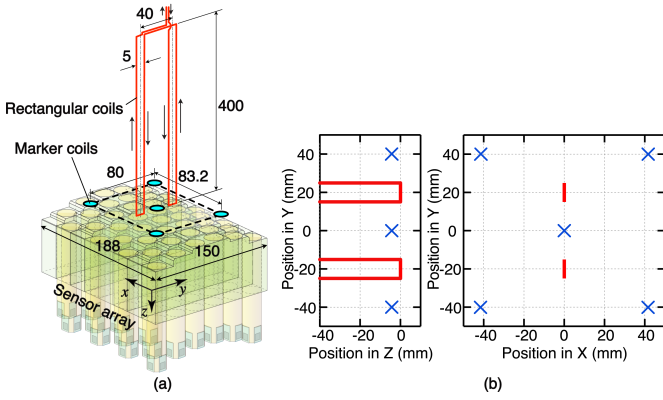 40
5
400
Rectangular coils
Marker coils
80
83.2
188
150
Sensor array
x
y
z
(a)
Position in Y (mm)
40
20
0
-20
-40
-40
-20
0
Position in Z (mm)
Position in Y (mm)
40
20
0
-20
-40
-40
-20
0
20
40
Position in X (mm)
(b)